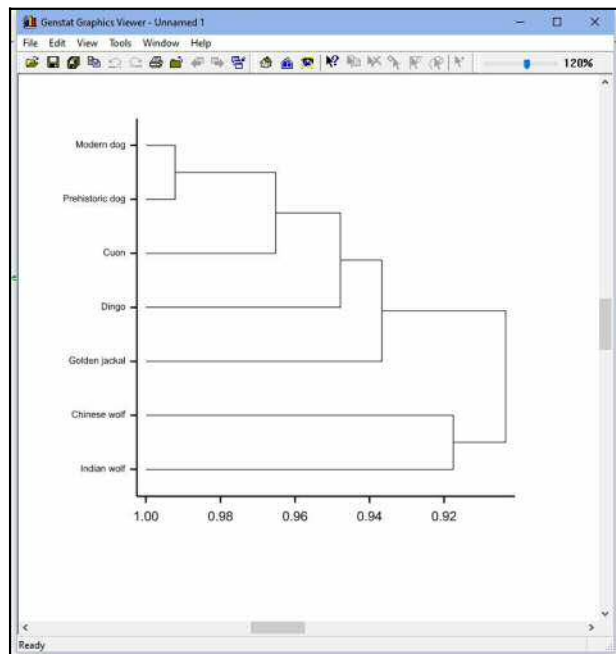 Genstat Graphics Viewer - Unnamed 1
File Edit View Tools Window Help
120%
Modern dog
Prehistoric dog
Cuon
Dingo
Golden jackal
Chinese wolf
Indian wolf
1.00 0.98 0.96 0.94 0.92
Ready